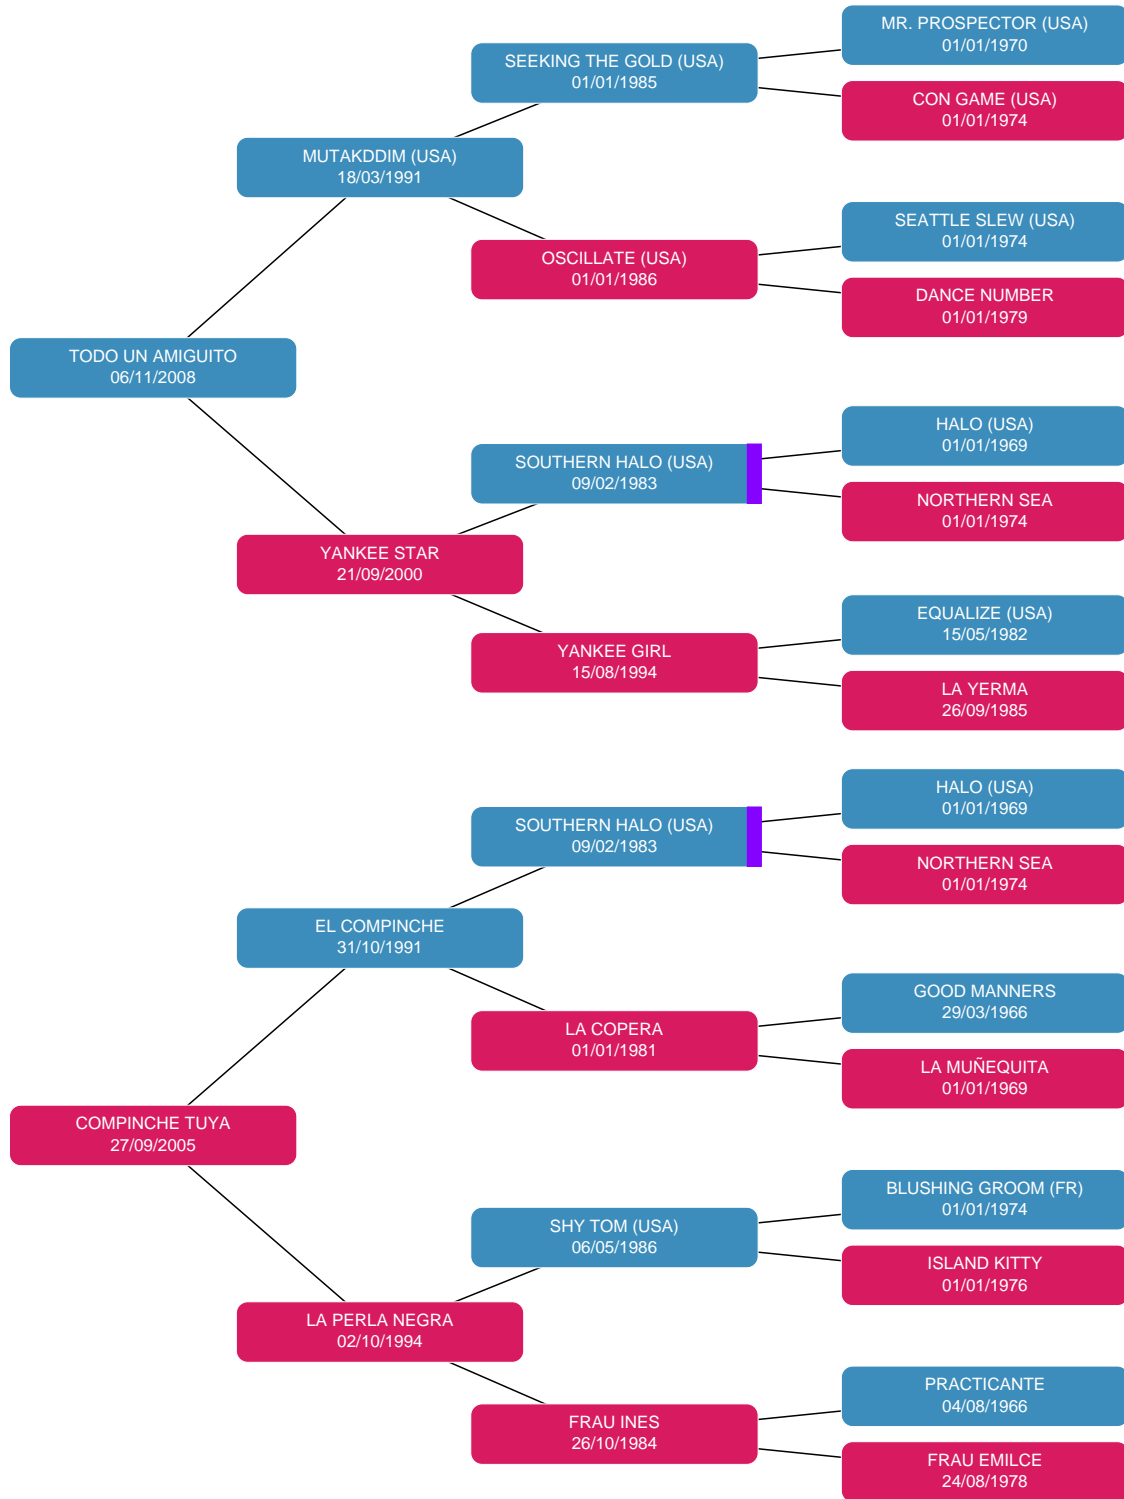 MR. PROSPECTOR (USA)
01/01/1970
SEEKING THE GOLD (USA)
01/01/1985
CON GAME (USA)
01/01/1974
MUTAKDDIM (USA)
18/03/1991
SEATTLE SLEW (USA)
01/01/1974
OSCILLATE (USA)
01/01/1986
DANCE NUMBER
01/01/1979
TODO UN AMIGUITO
06/11/2008
HALO (USA)
01/01/1969
SOUTHERN HALO (USA)
09/02/1983
NORTHERN SEA
01/01/1974
YANKEE STAR
21/09/2000
EQUALIZE (USA)
15/05/1982
YANKEE GIRL
15/08/1994
LA YERMA
26/09/1985
HALO (USA)
01/01/1969
SOUTHERN HALO (USA)
09/02/1983
NORTHERN SEA
01/01/1974
EL COMPINCHE
31/10/1991
GOOD MANNERS
29/03/1966
LA COPERA
01/01/1981
LA MUÑEQUITA
01/01/1969
COMPINCHE TUYA
27/09/2005
BLUSHING GROOM (FR)
01/01/1974
SHY TOM (USA)
06/05/1986
ISLAND KITTY
01/01/1976
LA PERLA NEGRA
02/10/1994
PRACTICANTE
04/08/1966
FRAU INES
26/10/1984
FRAU EMILCE
24/08/1978